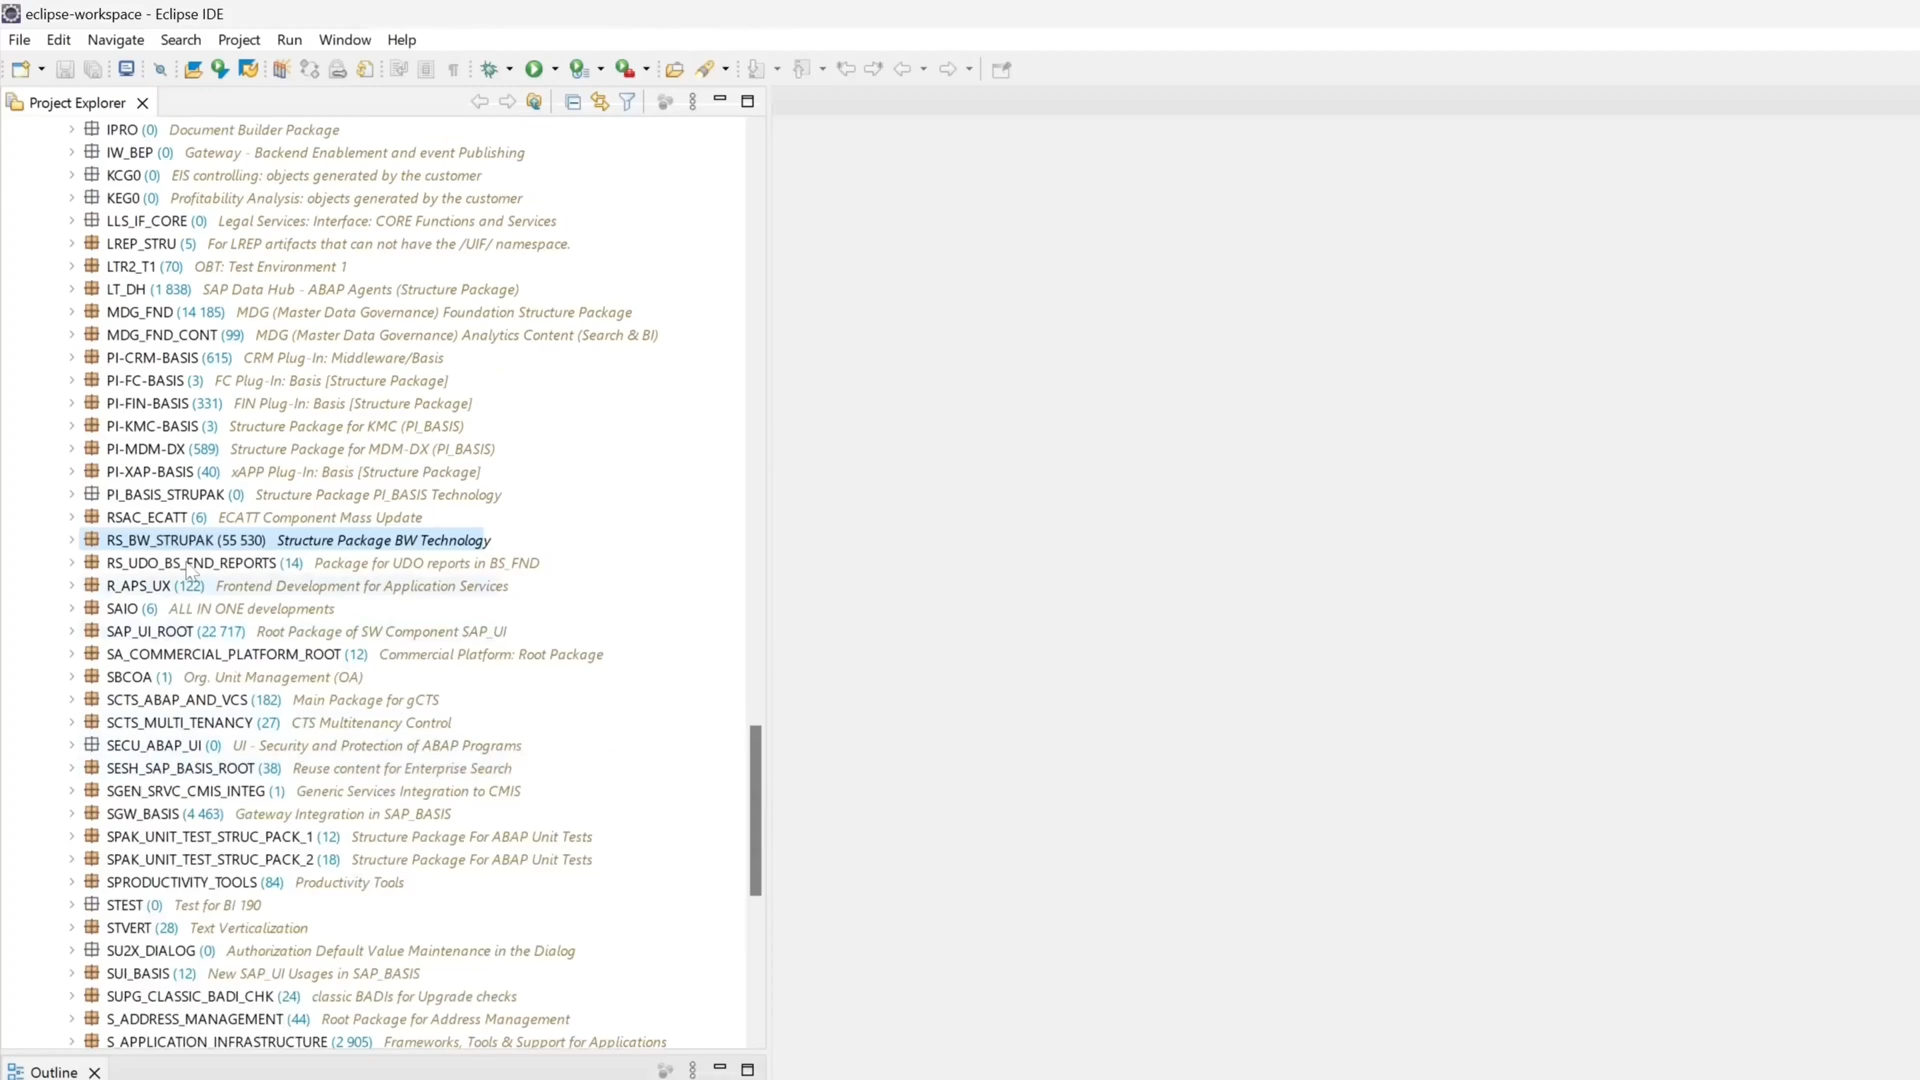 eclipse-workspace - Eclipse IDE
File Edit Navigate Search Project Run Window Help
Project Explorer
IPRO (0) Document Builder Package
IW_BEP (0) Gateway - Backend Enablement and event Publishing
KCG0 (0) EIS controlling: objects generated by the customer
KEG0 (0) Profitability Analysis: objects generated by the customer
LLS_IF_CORE (0) Legal Services: Interface: CORE Functions and Services
LREP_STRU (5) For LREP artifacts that can not have the /UIF/ namespace.
LTR2_T1 (70) OBT: Test Environment 1
LT_DH (1 838) SAP Data Hub - ABAP Agents (Structure Package)
MDG_FND (14 185) MDG (Master Data Governance) Foundation Structure Package
MDG_FND_CONT (99) MDG (Master Data Governance) Analytics Content (Search & BI)
PI-CRM-BASIS (615) CRM Plug-In: Middleware/Basis
PI-FC-BASIS (3) FC Plug-In: Basis [Structure Package]
PI-FIN-BASIS (331) FIN Plug-In: Basis [Structure Package]
PI-KMC-BASIS (3) Structure Package for KMC (PI_BASIS)
PI-MDM-DX (589) Structure Package for MDM-DX (PI_BASIS)
PI-XAP-BASIS (40) xAPP Plug-In: Basis [Structure Package]
PI_BASIS_STRUPAK (0) Structure Package PI_BASIS Technology
RSAC_ECATT (6) ECATT Component Mass Update
RS_BW_STRUPAK (55 530) Structure Package BW Technology
RS_UDO_BS_FND_REPORTS (14) Package for UDO reports in BS_FND
R_APS_UX (122) Frontend Development for Application Services
SAIO (6) ALL IN ONE developments
SAP_UI_ROOT (22 717) Root Package of SW Component SAP_UI
SA_COMMERCIAL_PLATFORM_ROOT (12) Commercial Platform: Root Package
SBCOA (1) Org. Unit Management (OA)
SCTS_ABAP_AND_VCS (182) Main Package for gCTS
SCTS_MULTI_TENANCY (27) CTS Multitenancy Control
SECU_ABAP_UI (0) UI - Security and Protection of ABAP Programs
SESH_SAP_BASIS_ROOT (38) Reuse content for Enterprise Search
SGEN_SRVC_CMIS_INTEG (1) Generic Services Integration to CMIS
SGW_BASIS (4 463) Gateway Integration in SAP_BASIS
SPAK_UNIT_TEST_STRUC_PACK_1 (12) Structure Package For ABAP Unit Tests
SPAK_UNIT_TEST_STRUC_PACK_2 (18) Structure Package For ABAP Unit Tests
SPRODUCTIVITY_TOOLS (84) Productivity Tools
STEST (0) Test for BI 190
STVERT (28) Text Verticalization
SU2X_DIALOG (0) Authorization Default Value Maintenance in the Dialog
SUI_BASIS (12) New SAP_UI Usages in SAP_BASIS
SUPG_CLASSIC_BADI_CHK (24) classic BADIs for Upgrade checks
S_ADDRESS_MANAGEMENT (44) Root Package for Address Management
S_APPLICATION_INFRASTRUCTURE (2 905) Frameworks, Tools & Support for Applications
Outline